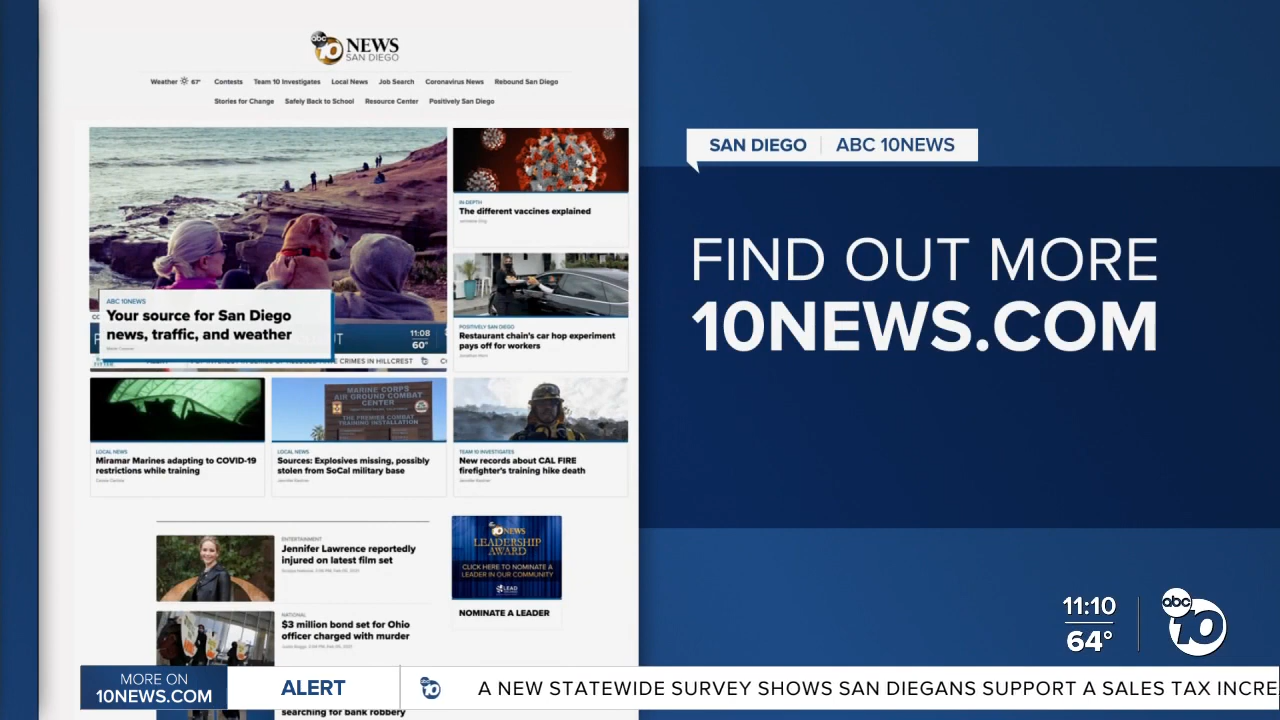 abc 10 NEWS
SAN DIEGO
Weather 67°
Contests
Team 10 Investigates
Local News
Job Search
Coronavirus News
Rebound San Diego
Stories for Change
Safely Back to School
Resource Center
Positively San Diego
ABC 10NEWS
Your source for San Diego
news, traffic, and weather
11:08
60°
CRIMES IN HILLCREST
IN-DEPTH
The different vaccines explained
POSITIVELY SAN DIEGO
Restaurant chain's car hop experiment
pays off for workers
LOCAL NEWS
Miramar Marines adapting to COVID-19
restrictions while training
MARINE CORPS
AIR GROUND COMBAT
CENTER
THE PREMIER COMBAT
TRAINING INSTALLATION
LOCAL NEWS
Sources: Explosives missing, possibly
stolen from SoCal military base
TEAM 10 INVESTIGATES
New records about CAL FIRE
firefighter's training hike death
ENTERTAINMENT
Jennifer Lawrence reportedly
injured on latest film set
NATIONAL
$3 million bond set for Ohio
officer charged with murder
searching for bank robbery
10 NEWS
LEADERSHIP
AWARD
CLICK HERE TO NOMINATE A
LEADER IN OUR COMMUNITY
LEAD
NOMINATE A LEADER
SAN DIEGO ABC 10NEWS
FIND OUT MORE
10NEWS.COM
11:10
64°
abc 10
MORE ON
10NEWS.COM
ALERT
abc 10
A NEW STATEWIDE SURVEY SHOWS SAN DIEGANS SUPPORT A SALES TAX INCRE